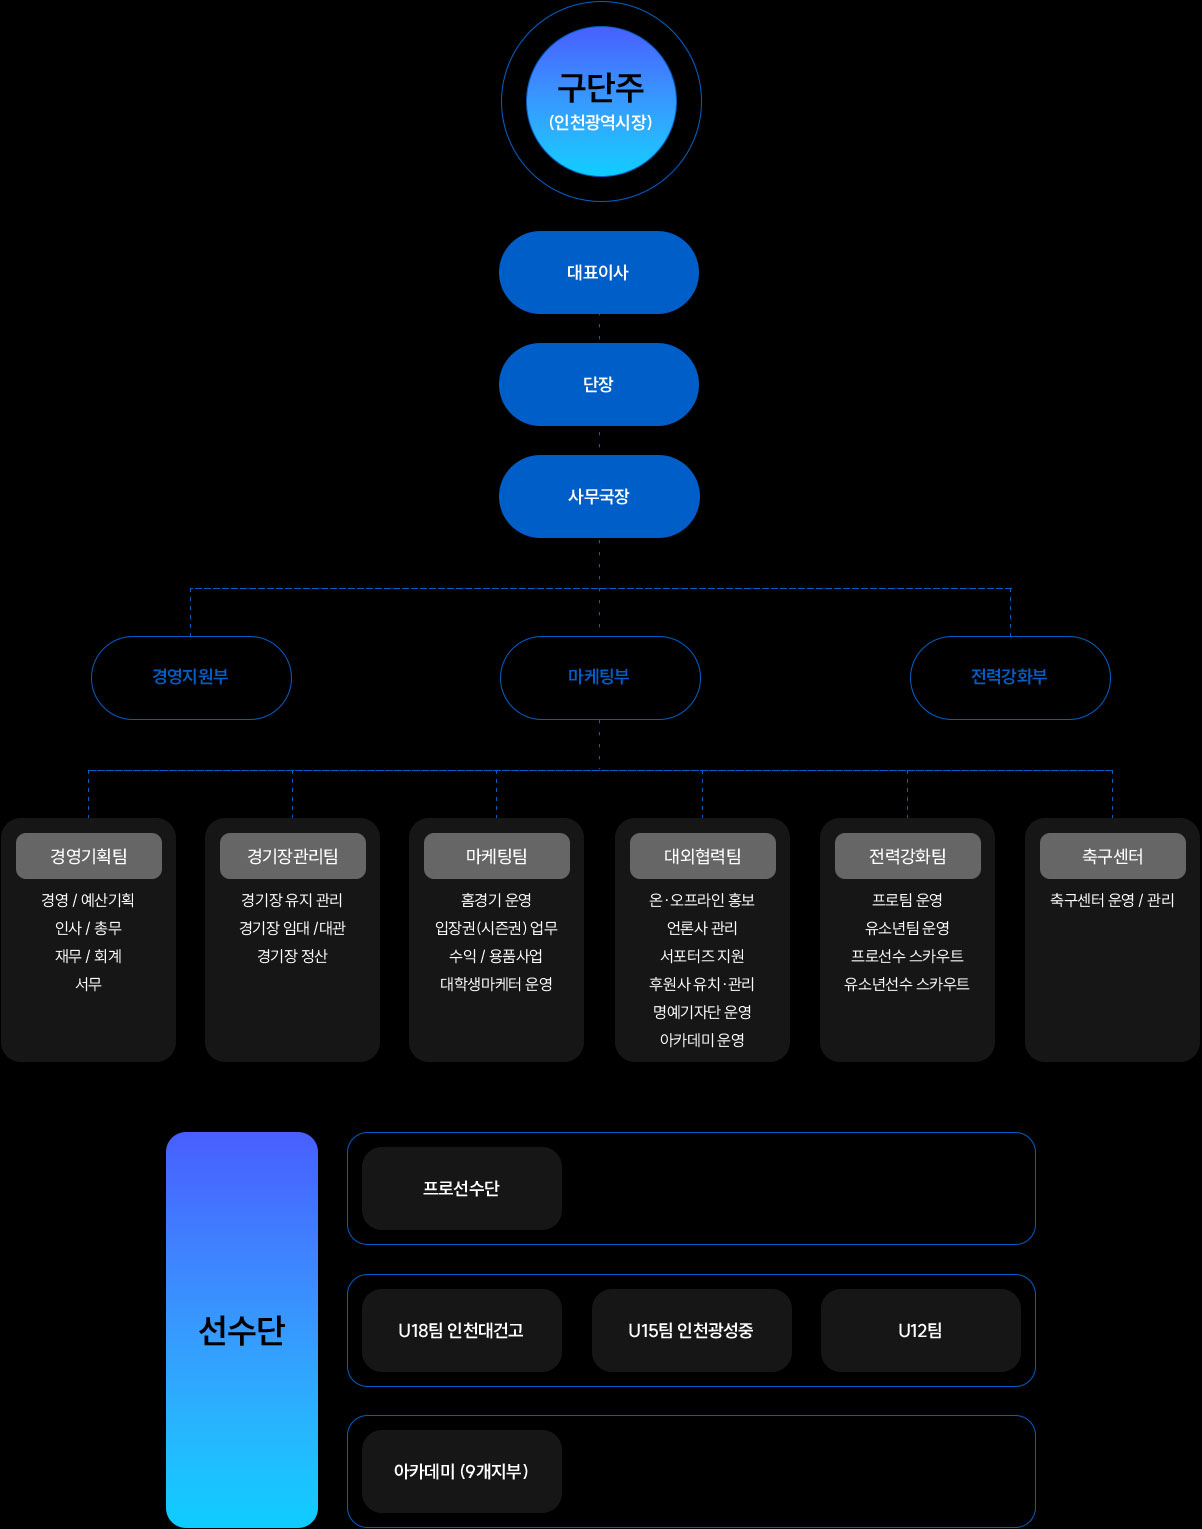 구단주
(인천광역시장)
대표이사
단장
사무국장
경영지원부
마케팅부
전력강화부
경영기획팀
경영 / 예산기획
인사 / 총무
재무 / 회계
서무
경기장관리팀
경기장 유지 관리
경기장 임대 /대관
경기장 정산
마케팅팀
홈경기 운영
입장권(시즌권) 업무
수익 / 용품사업
대학생마케터 운영
대외협력팀
온·오프라인 홍보
언론사 관리
서포터즈 지원
후원사 유치·관리
명예기자단 운영
아카데미 운영
전력강화팀
프로팀 운영
유소년팀 운영
프로선수 스카우트
유소년선수 스카우트
축구센터
축구센터 운영 / 관리
선수단
프로선수단
U18팀 인천대건고
U15팀 인천광성중
U12팀
아카데미 (9개지부)